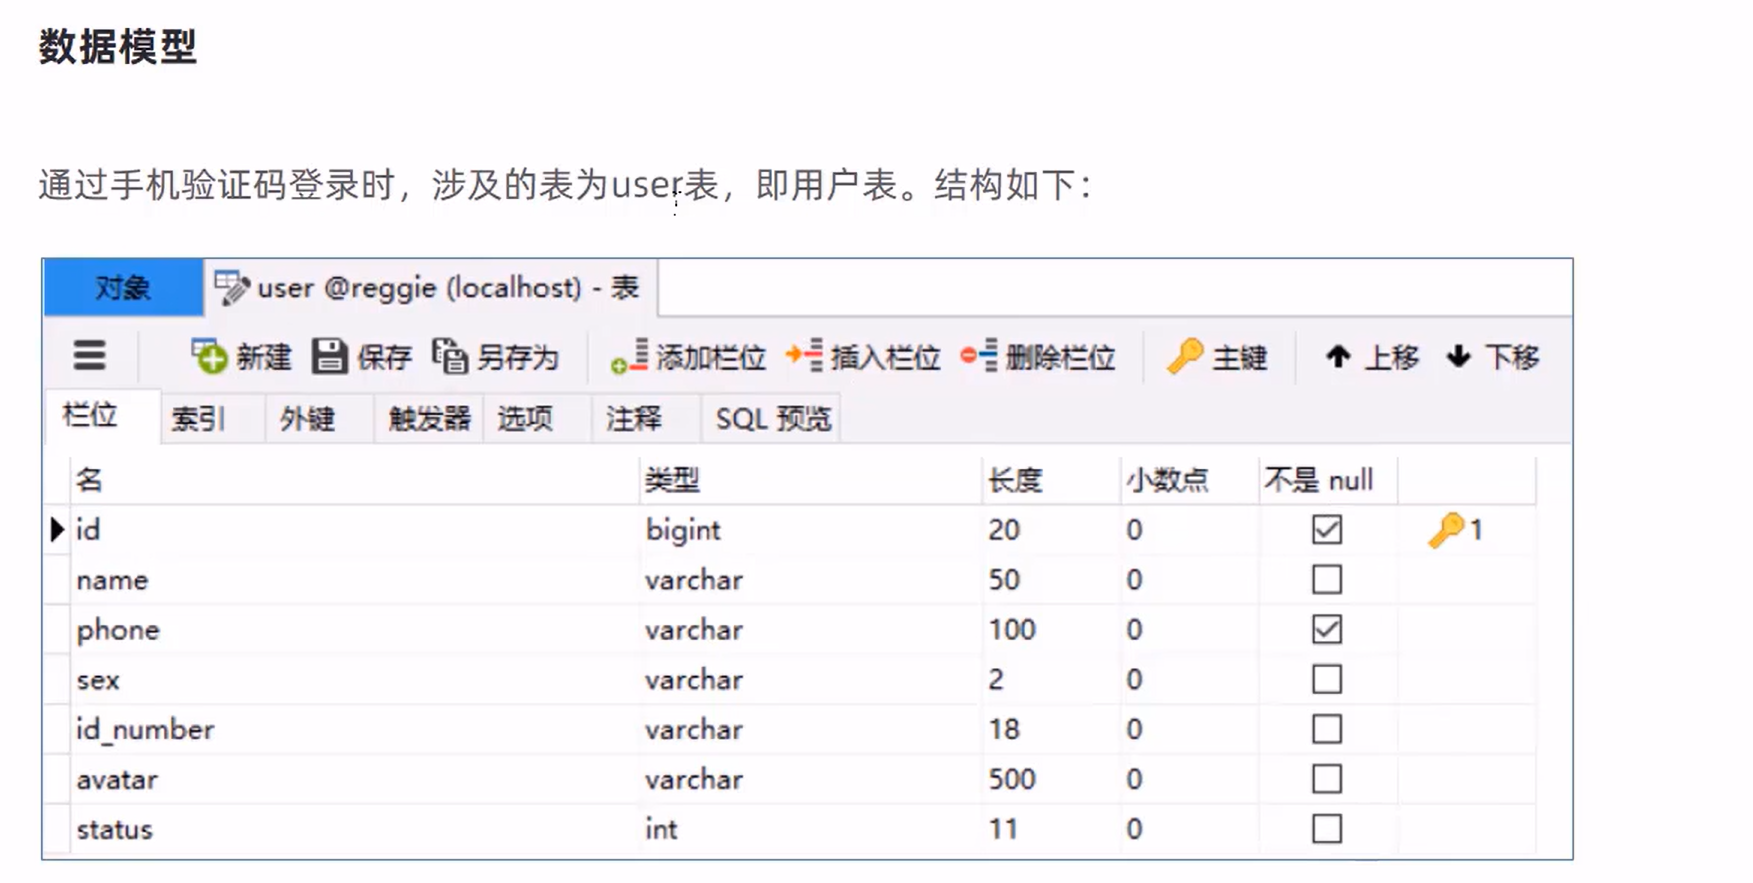 数据模型
通过手机验证码登录时，涉及的表为user表，即用户表。结构如下：
对象 user @reggie (localhost) - 表
新建 保存 另存为 添加栏位 插入栏位 删除栏位 主键 上移 下移
栏位 索引 外键 触发器 选项 注释 SQL 预览
名 类型 长度 小数点 不是 null
id bigint 20 0 1
name varchar 50 0
phone varchar 100 0
sex varchar 2 0
id_number varchar 18 0
avatar varchar 500 0
status int 11 0